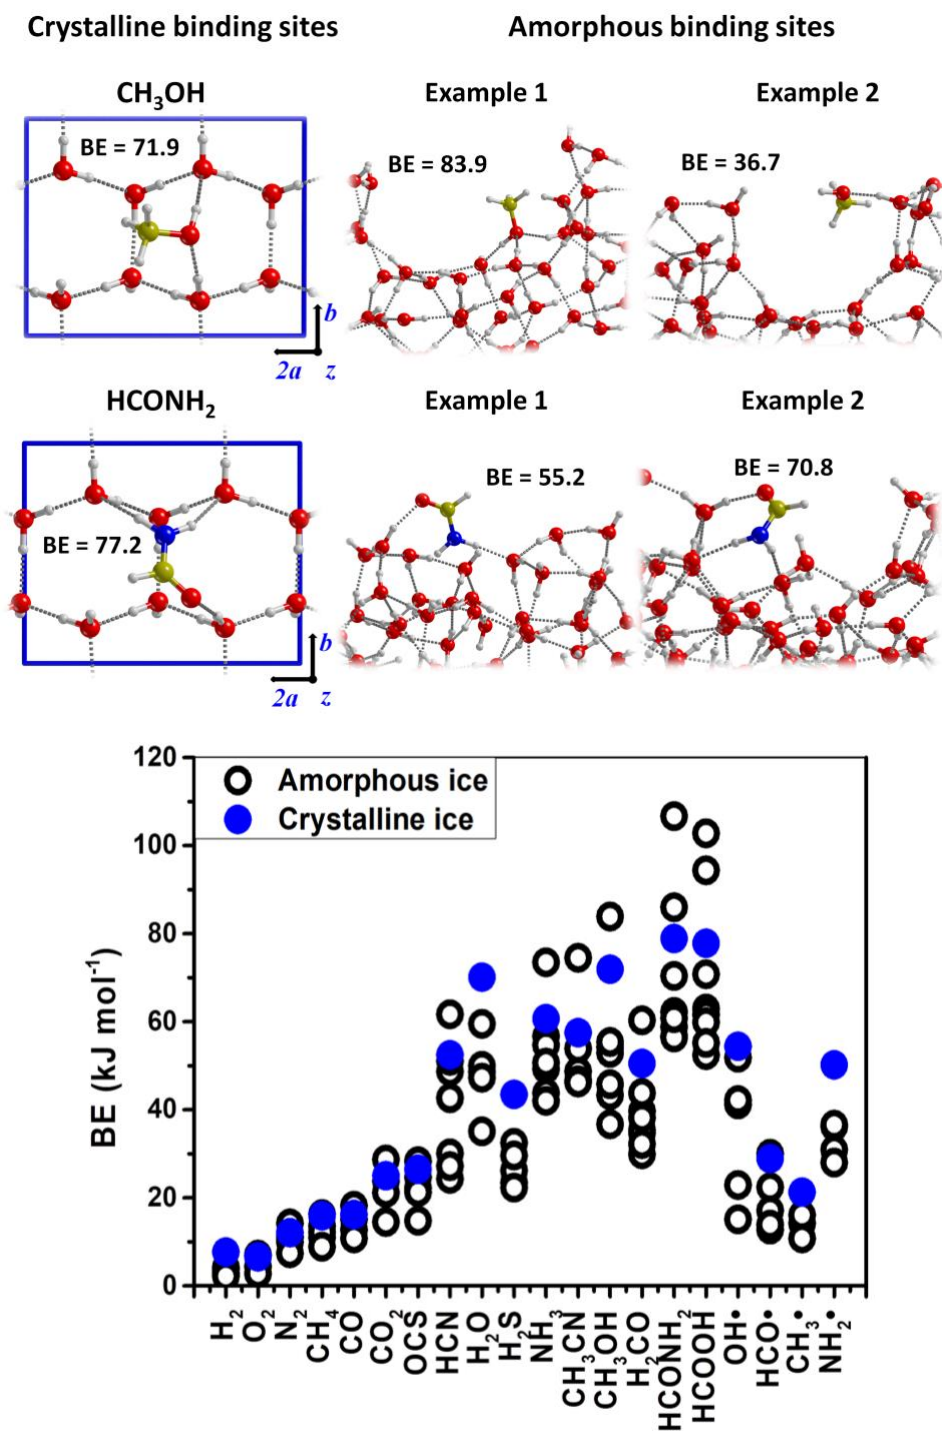 Crystalline binding sites Amorphous binding sites
CH₃OH Example 1 Example 2
BE = 71.9 BE = 83.9 BE = 36.7
b
2a z
HCONH₂ Example 1 Example 2
BE = 77.2 BE = 55.2 BE = 70.8
b
2a z
120
Amorphous ice
Crystalline ice
100
80
60
40
20
0
BE (kJ mol⁻¹)
H₂
O₂
N₂
CH₄
CO
CO₂
OCS
HCN
H₂O
H₂S
NH₃
CH₃CN
CH₃OH
H₂CO
HCONH₂
HCOOH
OH•
HCO•
CH₃•
NH₂•